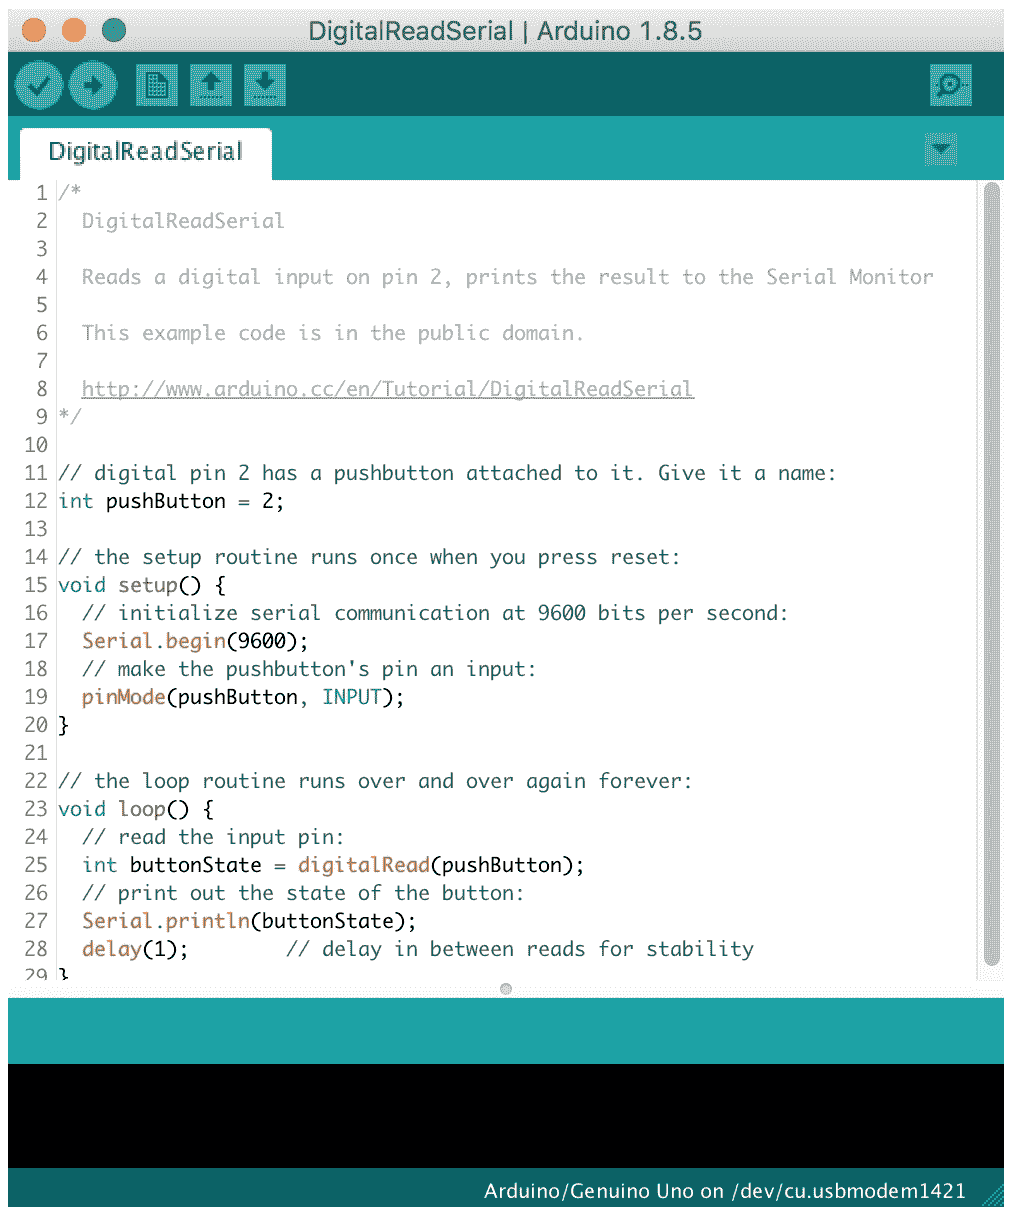 DigitalReadSerial | Arduino 1.8.5
DigitalReadSerial
1 /*
2   DigitalReadSerial
3
4   Reads a digital input on pin 2, prints the result to the Serial Monitor
5
6   This example code is in the public domain.
7
8   http://www.arduino.cc/en/Tutorial/DigitalReadSerial
9 */
10
11 // digital pin 2 has a pushbutton attached to it. Give it a name:
12 int pushButton = 2;
13
14 // the setup routine runs once when you press reset:
15 void setup() {
16   // initialize serial communication at 9600 bits per second:
17   Serial.begin(9600);
18   // make the pushbutton's pin an input:
19   pinMode(pushButton, INPUT);
20 }
21
22 // the loop routine runs over and over again forever:
23 void loop() {
24   // read the input pin:
25   int buttonState = digitalRead(pushButton);
26   // print out the state of the button:
27   Serial.println(buttonState);
28   delay(1);        // delay in between reads for stability
29 }
Arduino/Genuino Uno on /dev/cu.usbmodem1421